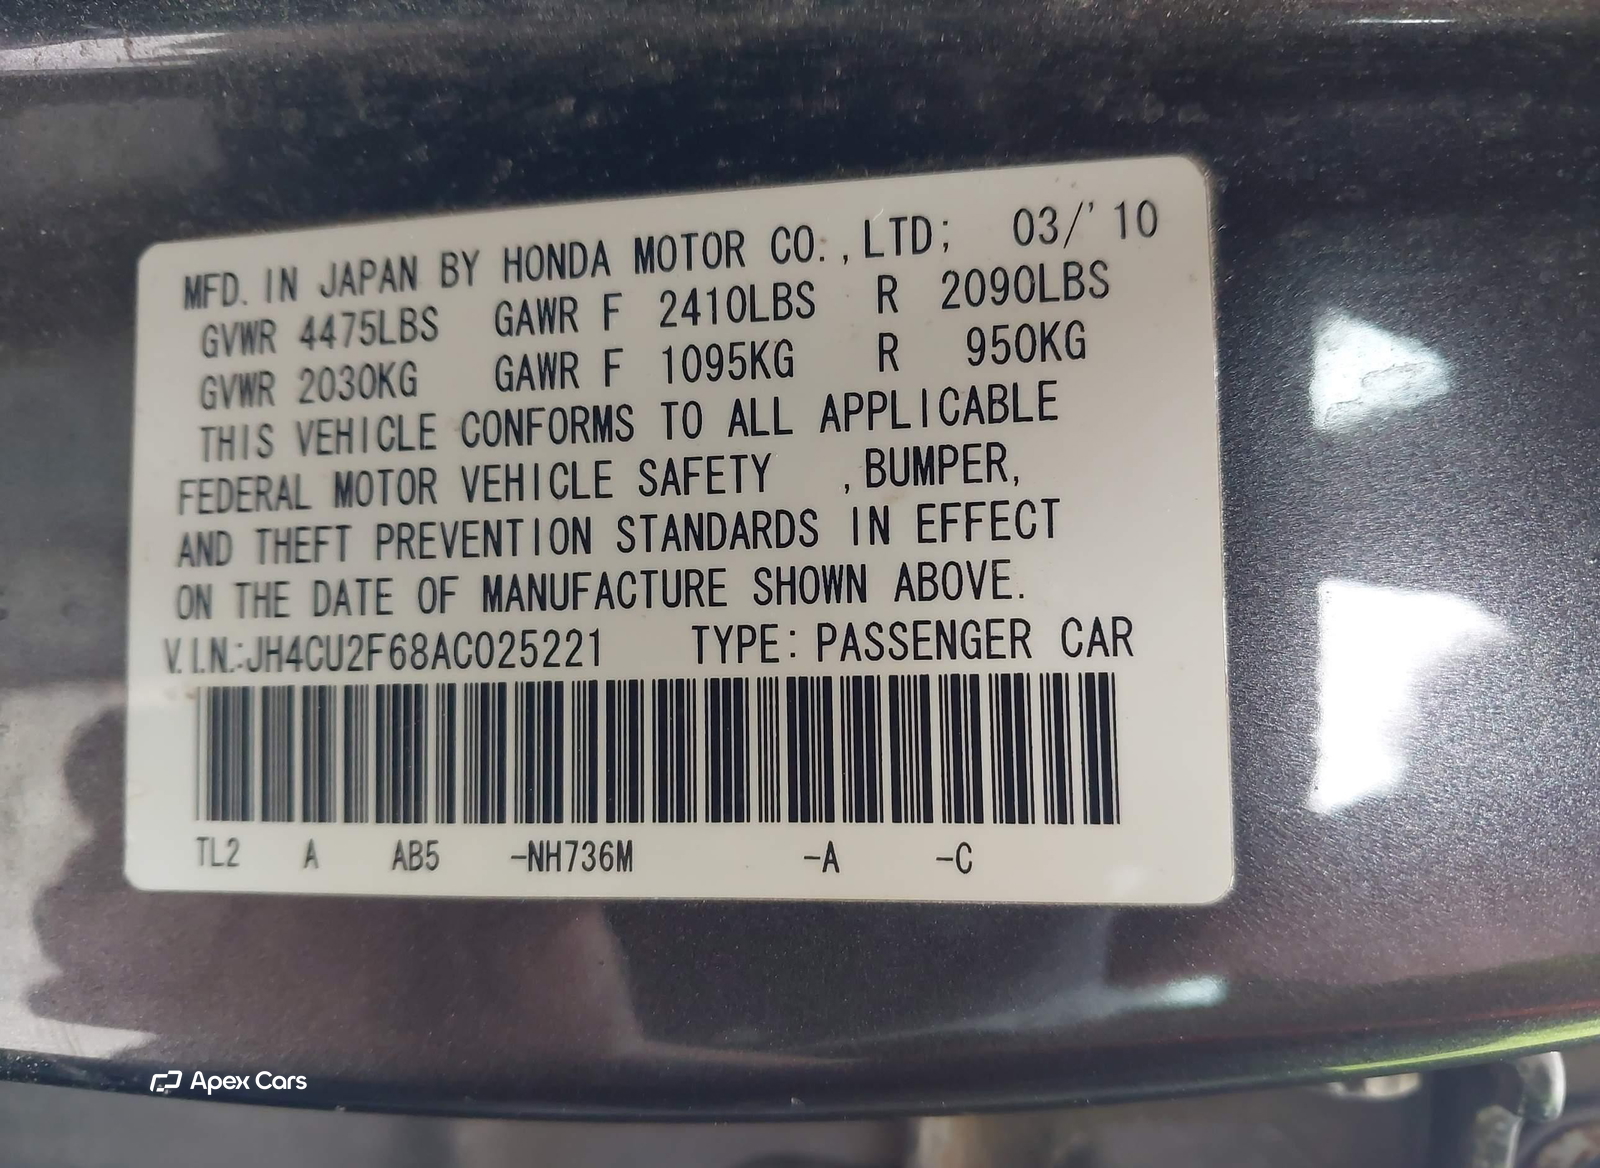 MFD. IN JAPAN BY HONDA MOTOR CO.,LTD; 03/'10
GVWR 4475LBS GAWR F 2410LBS R 2090LBS
GVWR 2030KG GAWR F 1095KG R 950KG
THIS VEHICLE CONFORMS TO ALL APPLICABLE
FEDERAL MOTOR VEHICLE SAFETY ,BUMPER,
AND THEFT PREVENTION STANDARDS IN EFFECT
ON THE DATE OF MANUFACTURE SHOWN ABOVE.
V.I.N.:JH4CU2F68AC025221 TYPE: PASSENGER CAR
TL2 A AB5 -NH736M -A -C
Apex Cars